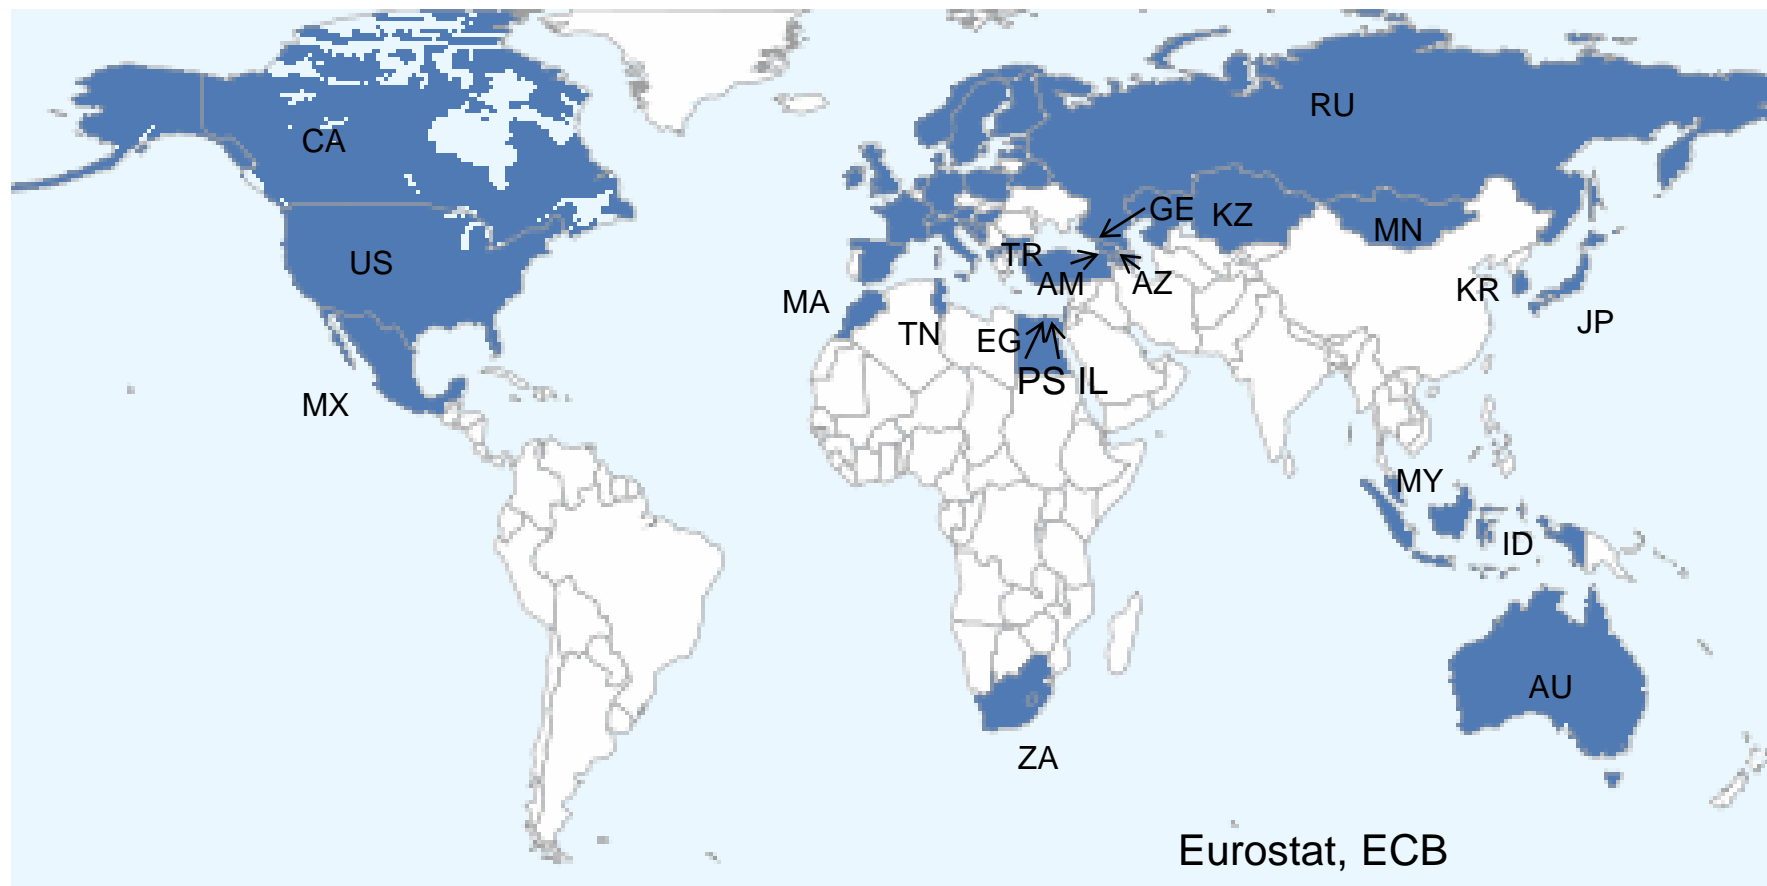 RU
CA
GE
KZ
MN
US
TR
AM
AZ
KR
MA
JP
TN
EG
PS IL
MX
MY
ID
AU
ZA
Eurostat, ECB